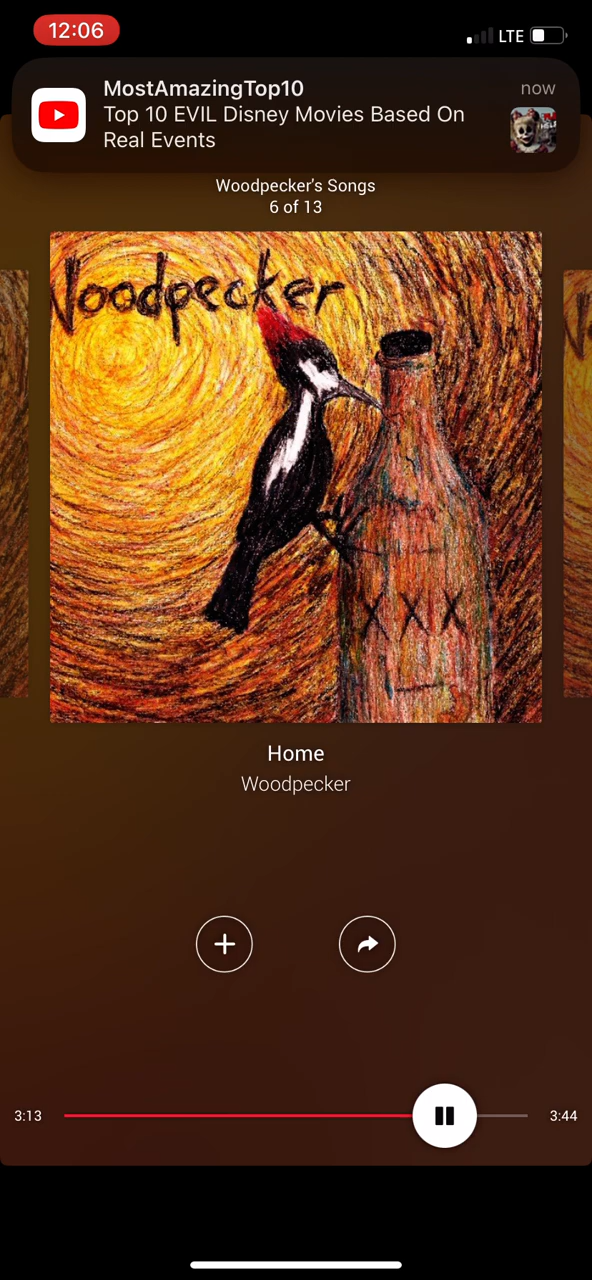 12:06
LTE
MostAmazingTop10
now
Top 10 EVIL Disney Movies Based On
Real Events
Woodpecker's Songs
6 of 13
Woodpecker
XXX
Home
Woodpecker
3:13
3:44